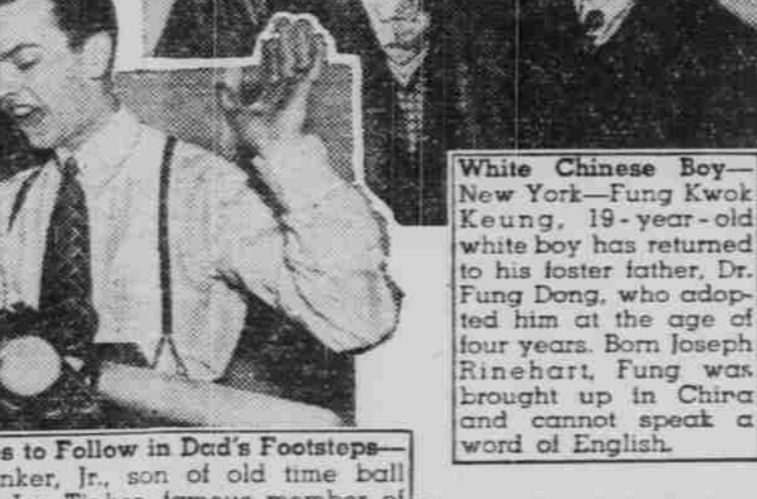 White Chinese Boy—
New York—Fung Kwok
Keung, 19-year-old
white boy has returned
to his foster father, Dr.
Fung Dong, who adop-
ted him at the age of
four years. Born Joseph
Rinehart, Fung was
brought up in China
and cannot speak a
word of English.
s to Follow in Dad's Footsteps—
nker, Jr., son of old time ball
famous member of